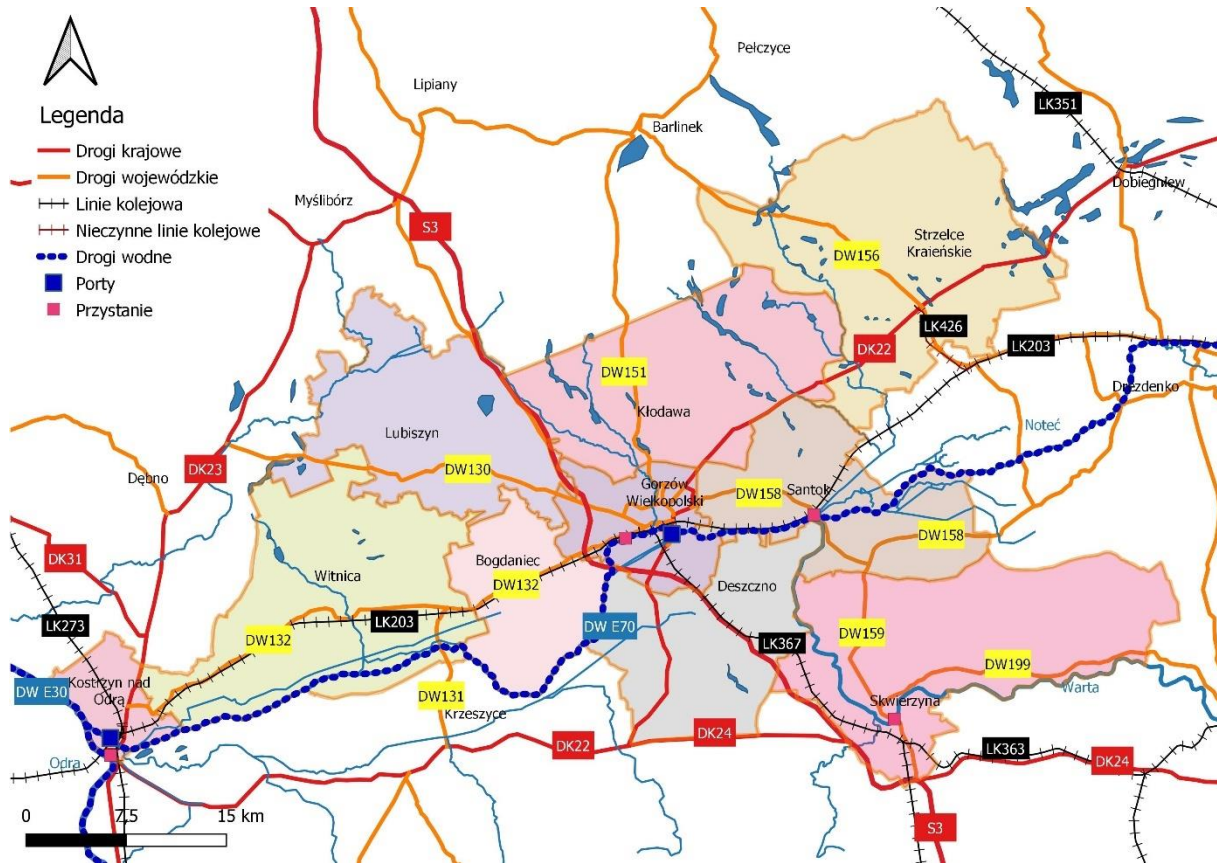 Pełczyce
Lipiany
Legenda
Drogi krajowe
Drogi wojewódzkie
Linie kolejowa
Nieczynne linie kolejowe
Drogi wodne
Porty
Przystanie
LK351
Barlinek
Dobiegniew
Myślibórz
S3
Strzelce
Krajeńskie
DW156
LK426
LK203
DK22
DW151
Drezdenko
Kłodawa
Lubiszyn
Noteć
DK23
DW130
Dębno
Gorzów
Wielkopolski
DW158
Santok
DW158
DK31
Bogdaniec
Witnica
DW132
Deszczno
LK203
DW E70
LK273
DW132
LK367
DW159
DW199
DW E30
Kostrzyn nad
Odrą
DW131
Warta
Skwierzyna
Krzeszyce
DK22
DK24
Odra
LK363
DK24
0
7,5
15 km
S3